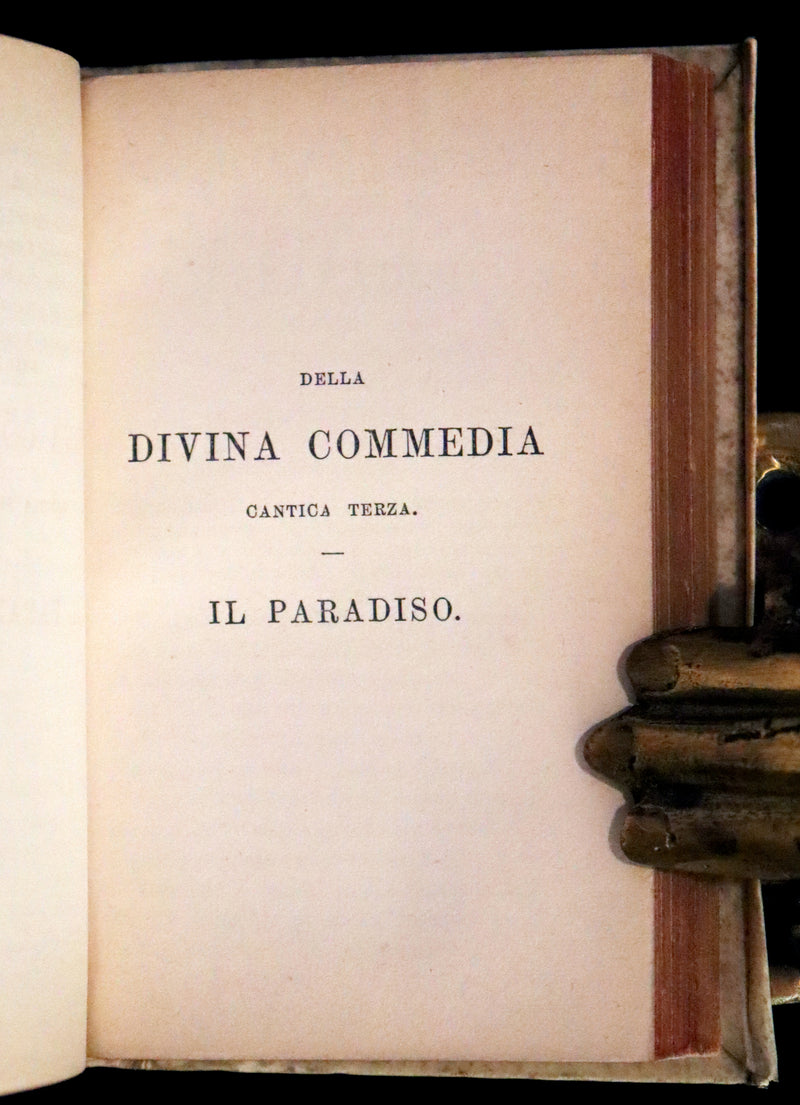 DELLA
DIVINA COMMEDIA
CANTICA TERZA.
—
IL PARADISO.